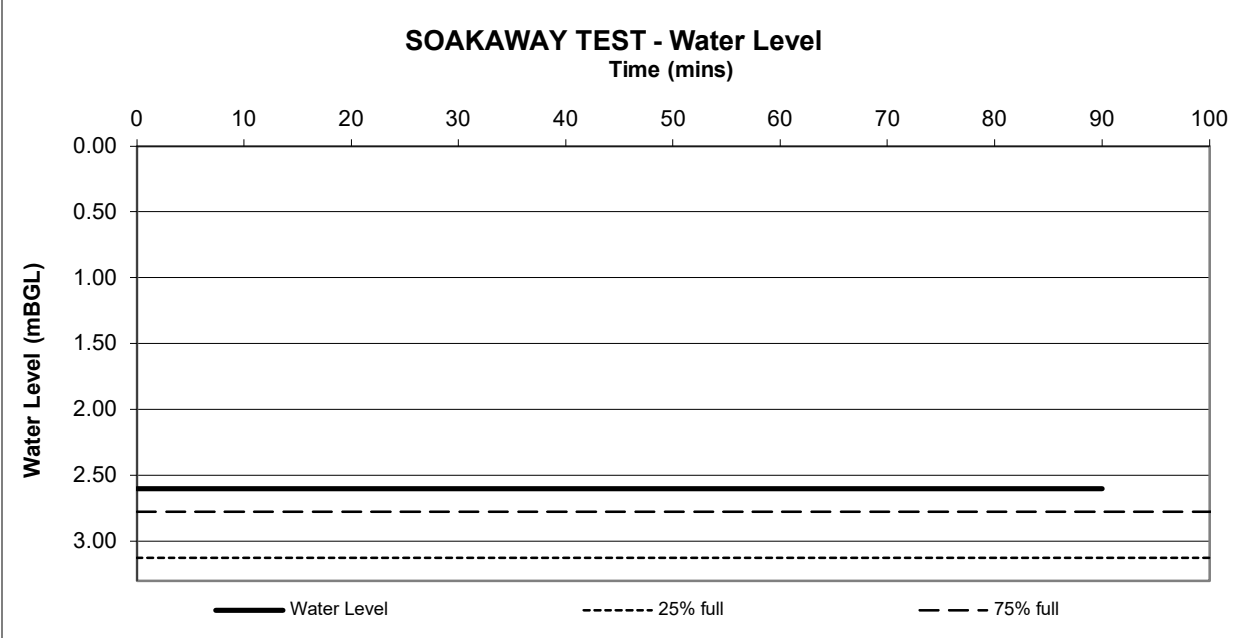 SOAKAWAY TEST - Water Level
Time (mins)
0 10 20 30 40 50 60 70 80 90 100
0.00
0.50
1.00
1.50
2.00
2.50
3.00
Water Level (mBGL)
Water Level 25% full 75% full